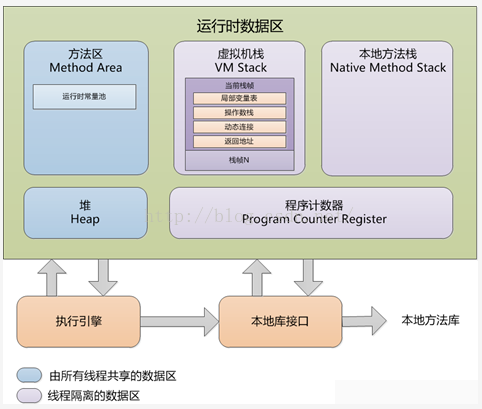 运行时数据区
方法区
Method Area
运行时常量池
虚拟机栈
VM Stack
当前栈帧
局部变量表
操作数栈
动态连接
返回地址
栈帧N
本地方法栈
Native Method Stack
堆
Heap
程序计数器
Program Counter Register
执行引擎
本地库接口
本地方法库
由所有线程共享的数据区
线程隔离的数据区